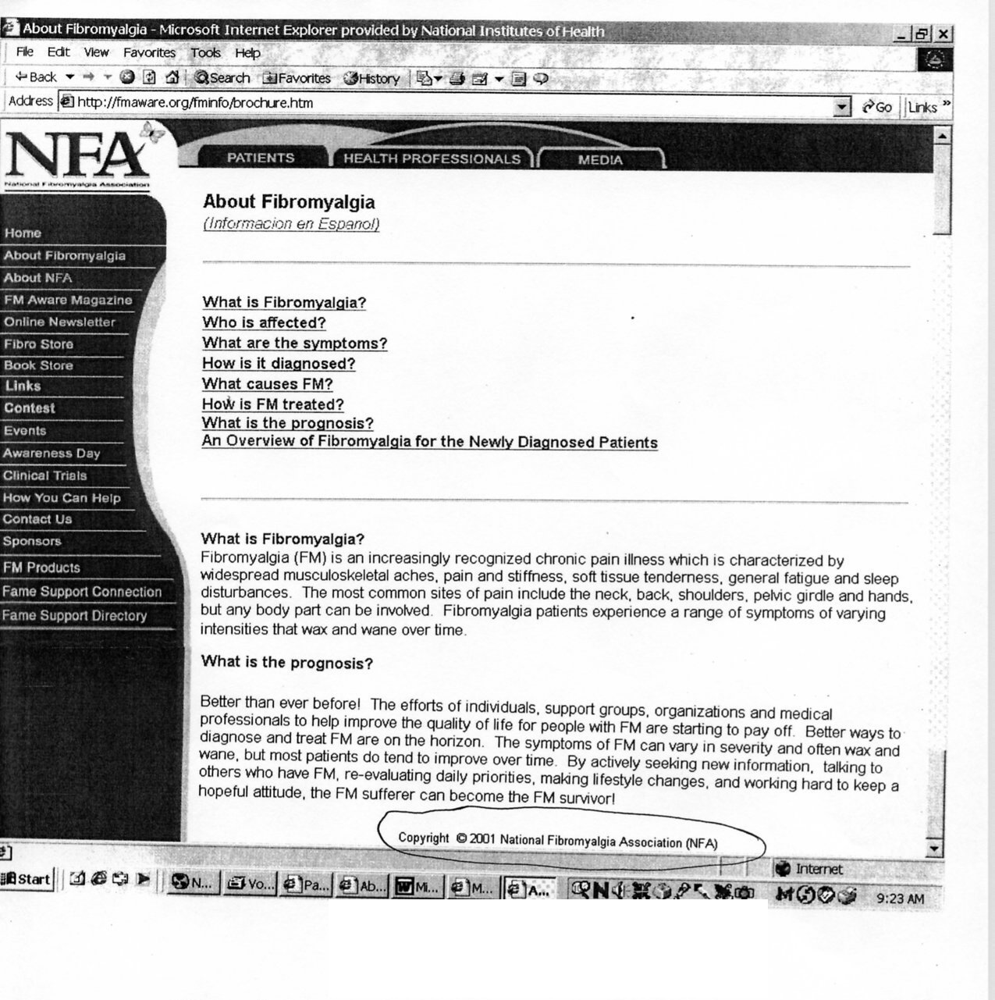 About Fibromyalgia - Microsoft Internet Explorer provided by National Institutes of Health
File Edit View Favorites Tools Help
Back Search Favorites History
Address http://fmaware.org/fminfo/brochure.htm Go Links »
NFA
National Fibromyalgia Association
PATIENTS HEALTH PROFESSIONALS MEDIA
Home
About Fibromyalgia
About NFA
FM Aware Magazine
Online Newsletter
Fibro Store
Book Store
Links
Contest
Events
Awareness Day
Clinical Trials
How You Can Help
Contact Us
Sponsors
FM Products
Fame Support Connection
Fame Support Directory
About Fibromyalgia
(Informacion en Espanol)
What is Fibromyalgia?
Who is affected?
What are the symptoms?
How is it diagnosed?
What causes FM?
How is FM treated?
What is the prognosis?
An Overview of Fibromyalgia for the Newly Diagnosed Patients
What is Fibromyalgia?
Fibromyalgia (FM) is an increasingly recognized chronic pain illness which is characterized by
widespread musculoskeletal aches, pain and stiffness, soft tissue tenderness, general fatigue and sleep
disturbances. The most common sites of pain include the neck, back, shoulders, pelvic girdle and hands,
but any body part can be involved. Fibromyalgia patients experience a range of symptoms of varying
intensities that wax and wane over time.
What is the prognosis?
Better than ever before! The efforts of individuals, support groups, organizations and medical
professionals to help improve the quality of life for people with FM are starting to pay off. Better ways to
diagnose and treat FM are on the horizon. The symptoms of FM can vary in severity and often wax and
wane, but most patients do tend to improve over time. By actively seeking new information, talking to
others who have FM, re-evaluating daily priorities, making lifestyle changes, and working hard to keep a
hopeful attitude, the FM sufferer can become the FM survivor!
Copyright © 2001 National Fibromyalgia Association (NFA)
Internet
Start N... Vo... Pa... Ab... Mi... M... A... 9:23 AM